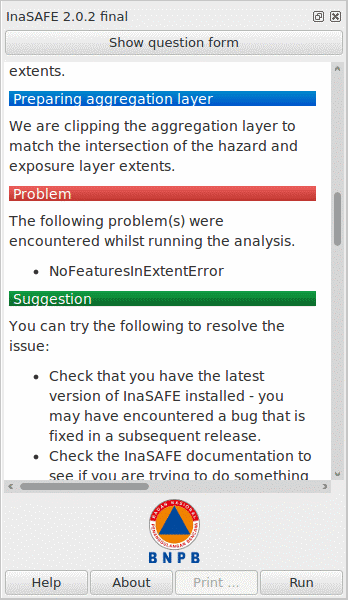 InaSAFE 2.0.2 final
Show question form
extents.
Preparing aggregation layer
We are clipping the aggregation layer to
match the intersection of the hazard and
exposure layer extents.
Problem
The following problem(s) were
encountered whilst running the analysis.
• NoFeaturesInExtentError
Suggestion
You can try the following to resolve the
issue:
• Check that you have the latest
version of InaSAFE installed - you
may have encountered a bug that is
fixed in a subsequent release.
• Check the InaSAFE documentation to
see if you are trying to do something
BADAN NASIONAL
PENANGGULANGAN BENCANA
BNPB
Help
About
Print ...
Run